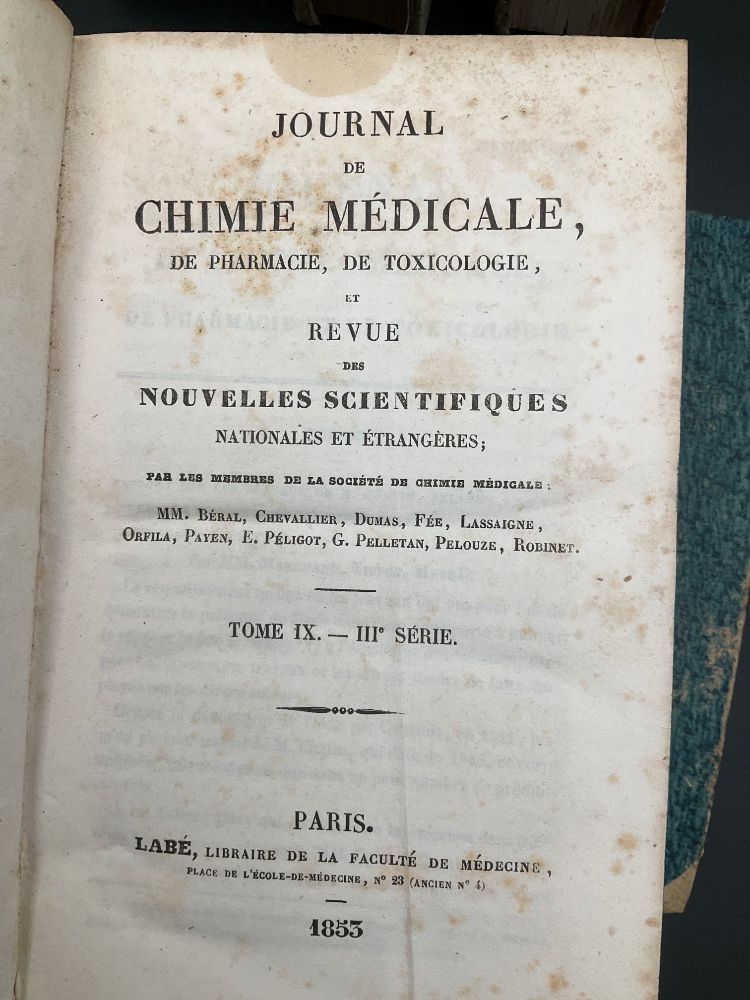 JOURNAL
DE
CHIMIE MÉDICALE,
DE PHARMACIE, DE TOXICOLOGIE,
ET
REVUE
DES
NOUVELLES SCIENTIFIQUES
NATIONALES ET ÉTRANGÈRES;
PAR LES MEMBRES DE LA SOCIÉTÉ DE CHIMIE MÉDICALE:
MM. BÉRAL, CHEVALLIER, DUMAS, FÉE, LASSAIGNE,
ORFILA, PAYEN, E. PÉLIGOT, G. PELLETAN, PELOUZE, ROBINET.
TOME IX. — IIIe SÉRIE.
PARIS.
LABÉ, LIBRAIRE DE LA FACULTÉ DE MÉDECINE,
PLACE DE L'ÉCOLE-DE-MÉDECINE, N° 23 (ANCIEN N° 4)
1853